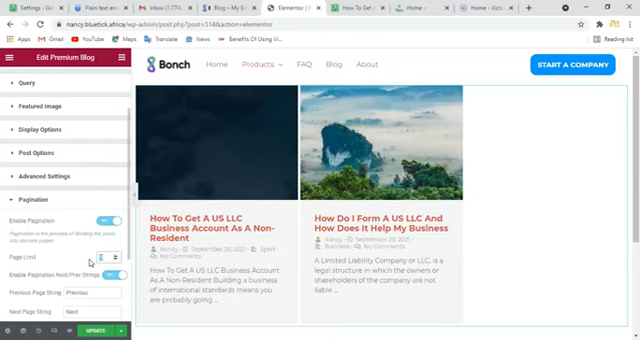 Settings - G
Plain text em
Inbox (1,774)
Bonch - My B
Elementor |
How To Get A
Home -
Home - Victo
nancy.bluetick.africa/wp-admin/post.php?post=514&action=elementor
Apps
Gmail
YouTube
Maps
Translate
News
Benefits Of Using Vi...
Reading list
Edit Premium Blog
Query
Featured Image
Display Options
Post Options
Advanced Settings
Pagination
Enable Pagination
Pagination is the process of dividing the posts
into discrete pages
Page Limit
Enable Pagination Next/Prev Strings
Previous Page String
Previous
Next Page String
Next
UPDATE
Bonch
Home
Products
FAQ
Blog
About
START A COMPANY
How To Get A US LLC
Business Account As A Non-
Resident
Nancy
September 20, 2021
Sport
No Comments
How To Get A US LLC Business Account
As A Non-Resident Building a business
of international standards means you
are probably going ...
How Do I Form A US LLC And
How Does It Help My Business
Nancy
September 20, 2021
Business
No Comments
A Limited Liability Company or LLC, is a
legal structure in which the owners
or shareholders of the company are not
liable ...